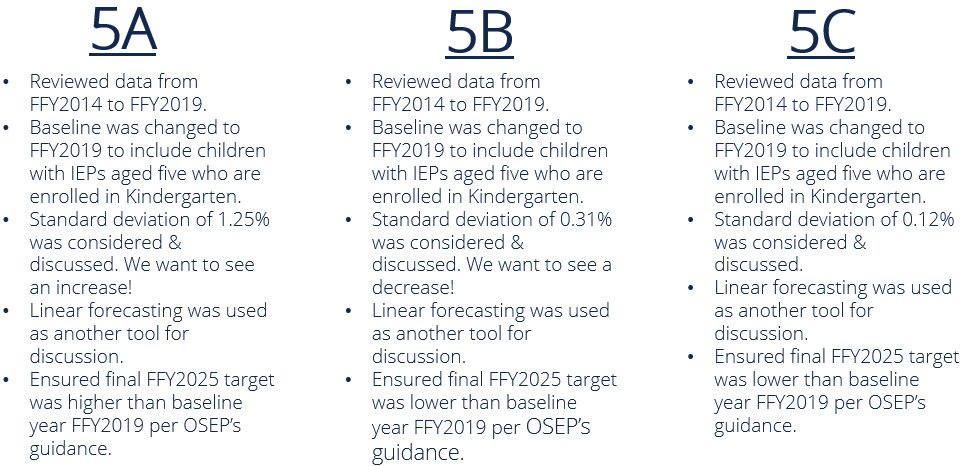 5A
• Reviewed data from
FFY2014 to FFY2019.
• Baseline was changed to
FFY2019 to include children
with IEPs aged five who are
enrolled in Kindergarten.
• Standard deviation of 1.25%
was considered &
discussed. We want to see
an increase!
• Linear forecasting was used
as another tool for
discussion.
• Ensured final FFY2025 target
was higher than baseline
year FFY2019 per OSEP’s
guidance.
5B
• Reviewed data from
FFY2014 to FFY2019.
• Baseline was changed to
FFY2019 to include children
with IEPs aged five who are
enrolled in Kindergarten.
• Standard deviation of 0.31%
was considered &
discussed. We want to see a
decrease!
• Linear forecasting was used
as another tool for
discussion.
• Ensured final FFY2025 target
was lower than baseline
year FFY2019 per OSEP’s
guidance.
5C
• Reviewed data from
FFY2014 to FFY2019.
• Baseline was changed to
FFY2019 to include children
with IEPs aged five who are
enrolled in Kindergarten.
• Standard deviation of 0.12%
was considered &
discussed.
• Linear forecasting was used
as another tool for
discussion.
• Ensured final FFY2025 target
was lower than baseline
year FFY2019 per OSEP’s
guidance.